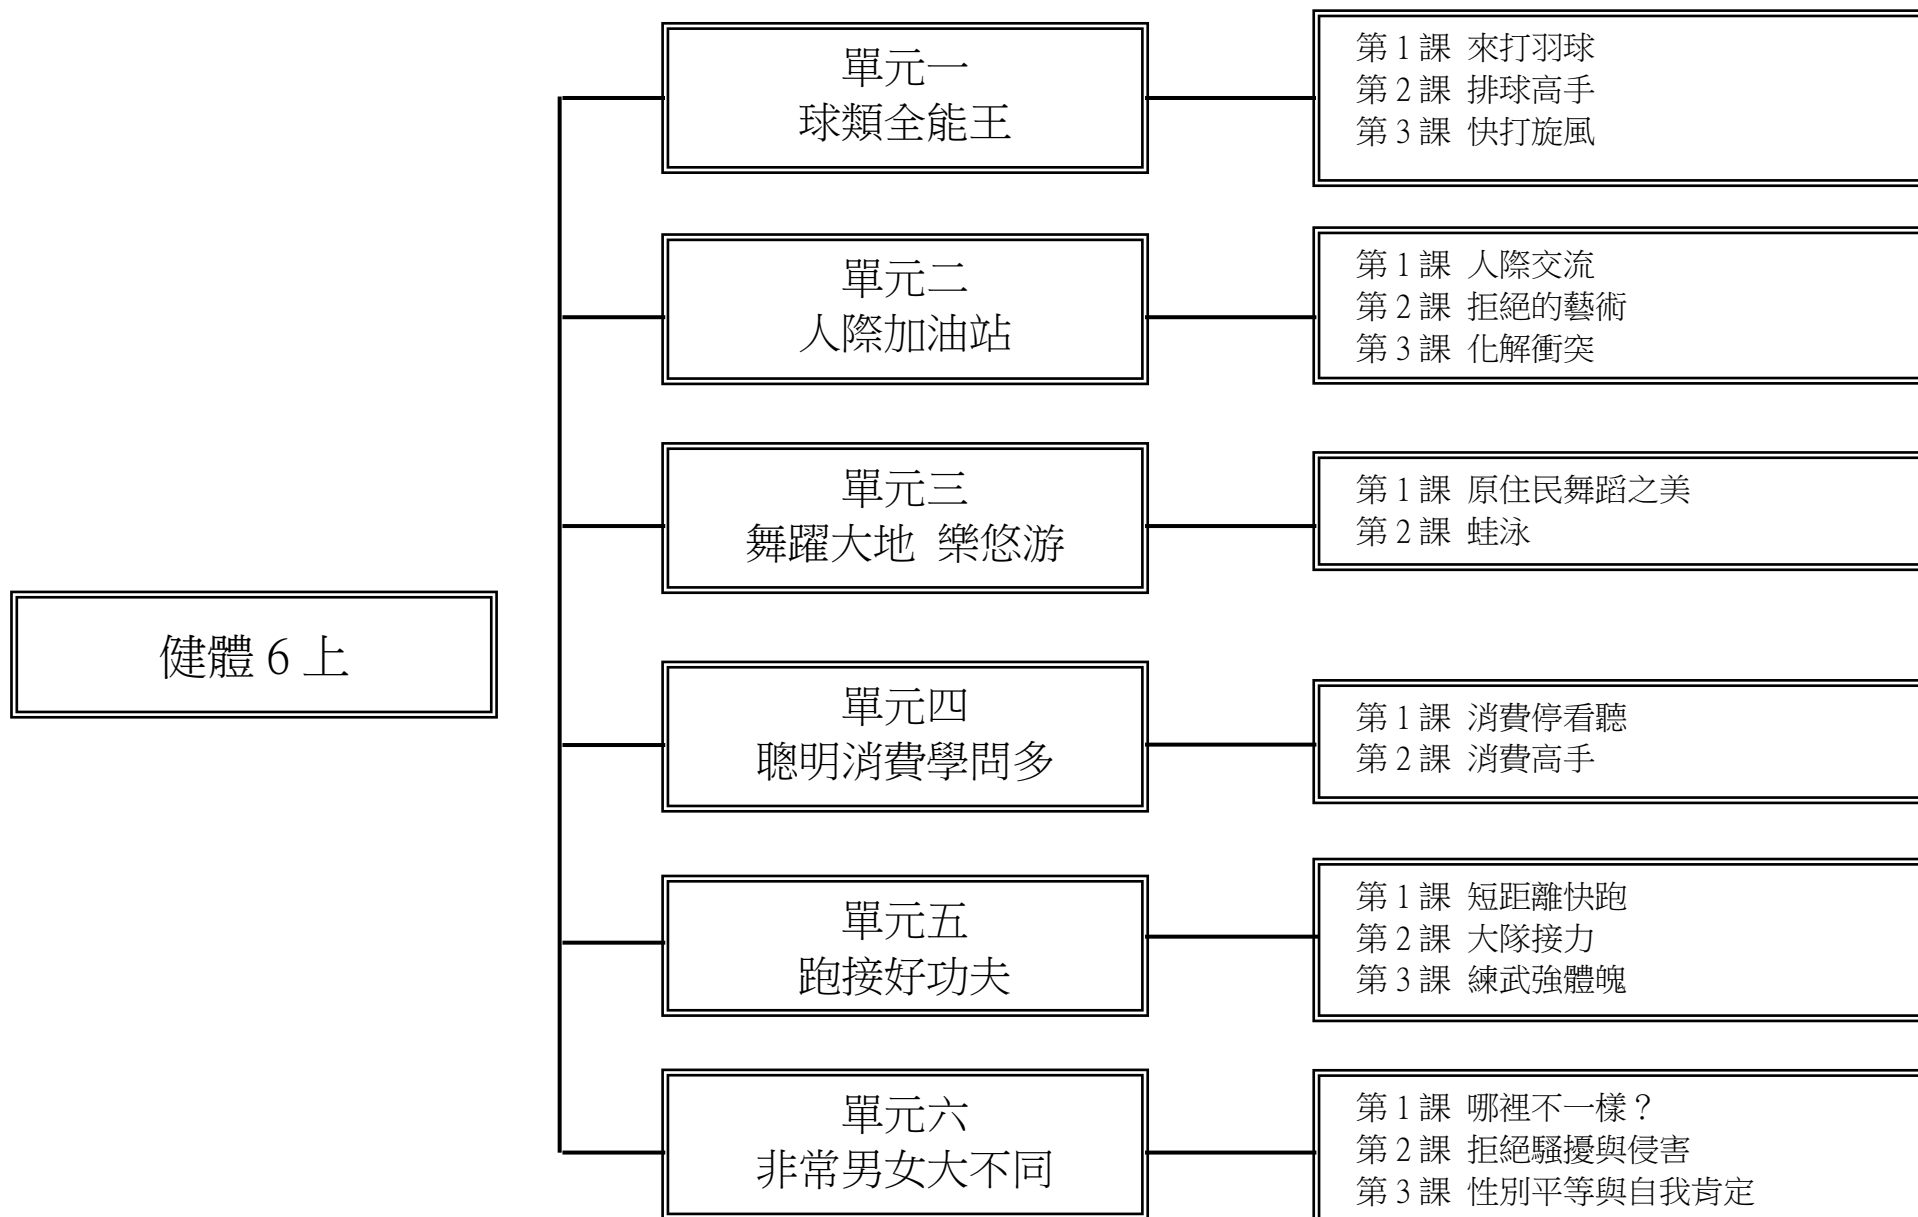 健體 6 上
單元一
球類全能王
第 1 課 來打羽球
第 2 課 排球高手
第 3 課 快打旋風
單元二
人際加油站
第 1 課 人際交流
第 2 課 拒絕的藝術
第 3 課 化解衝突
單元三
舞躍大地 樂悠游
第 1 課 原住民舞蹈之美
第 2 課 蛙泳
單元四
聰明消費學問多
第 1 課 消費停看聽
第 2 課 消費高手
單元五
跑接好功夫
第 1 課 短距離快跑
第 2 課 大隊接力
第 3 課 練武強體魄
單元六
非常男女大不同
第 1 課 哪裡不一樣？
第 2 課 拒絕騷擾與侵害
第 3 課 性別平等與自我肯定